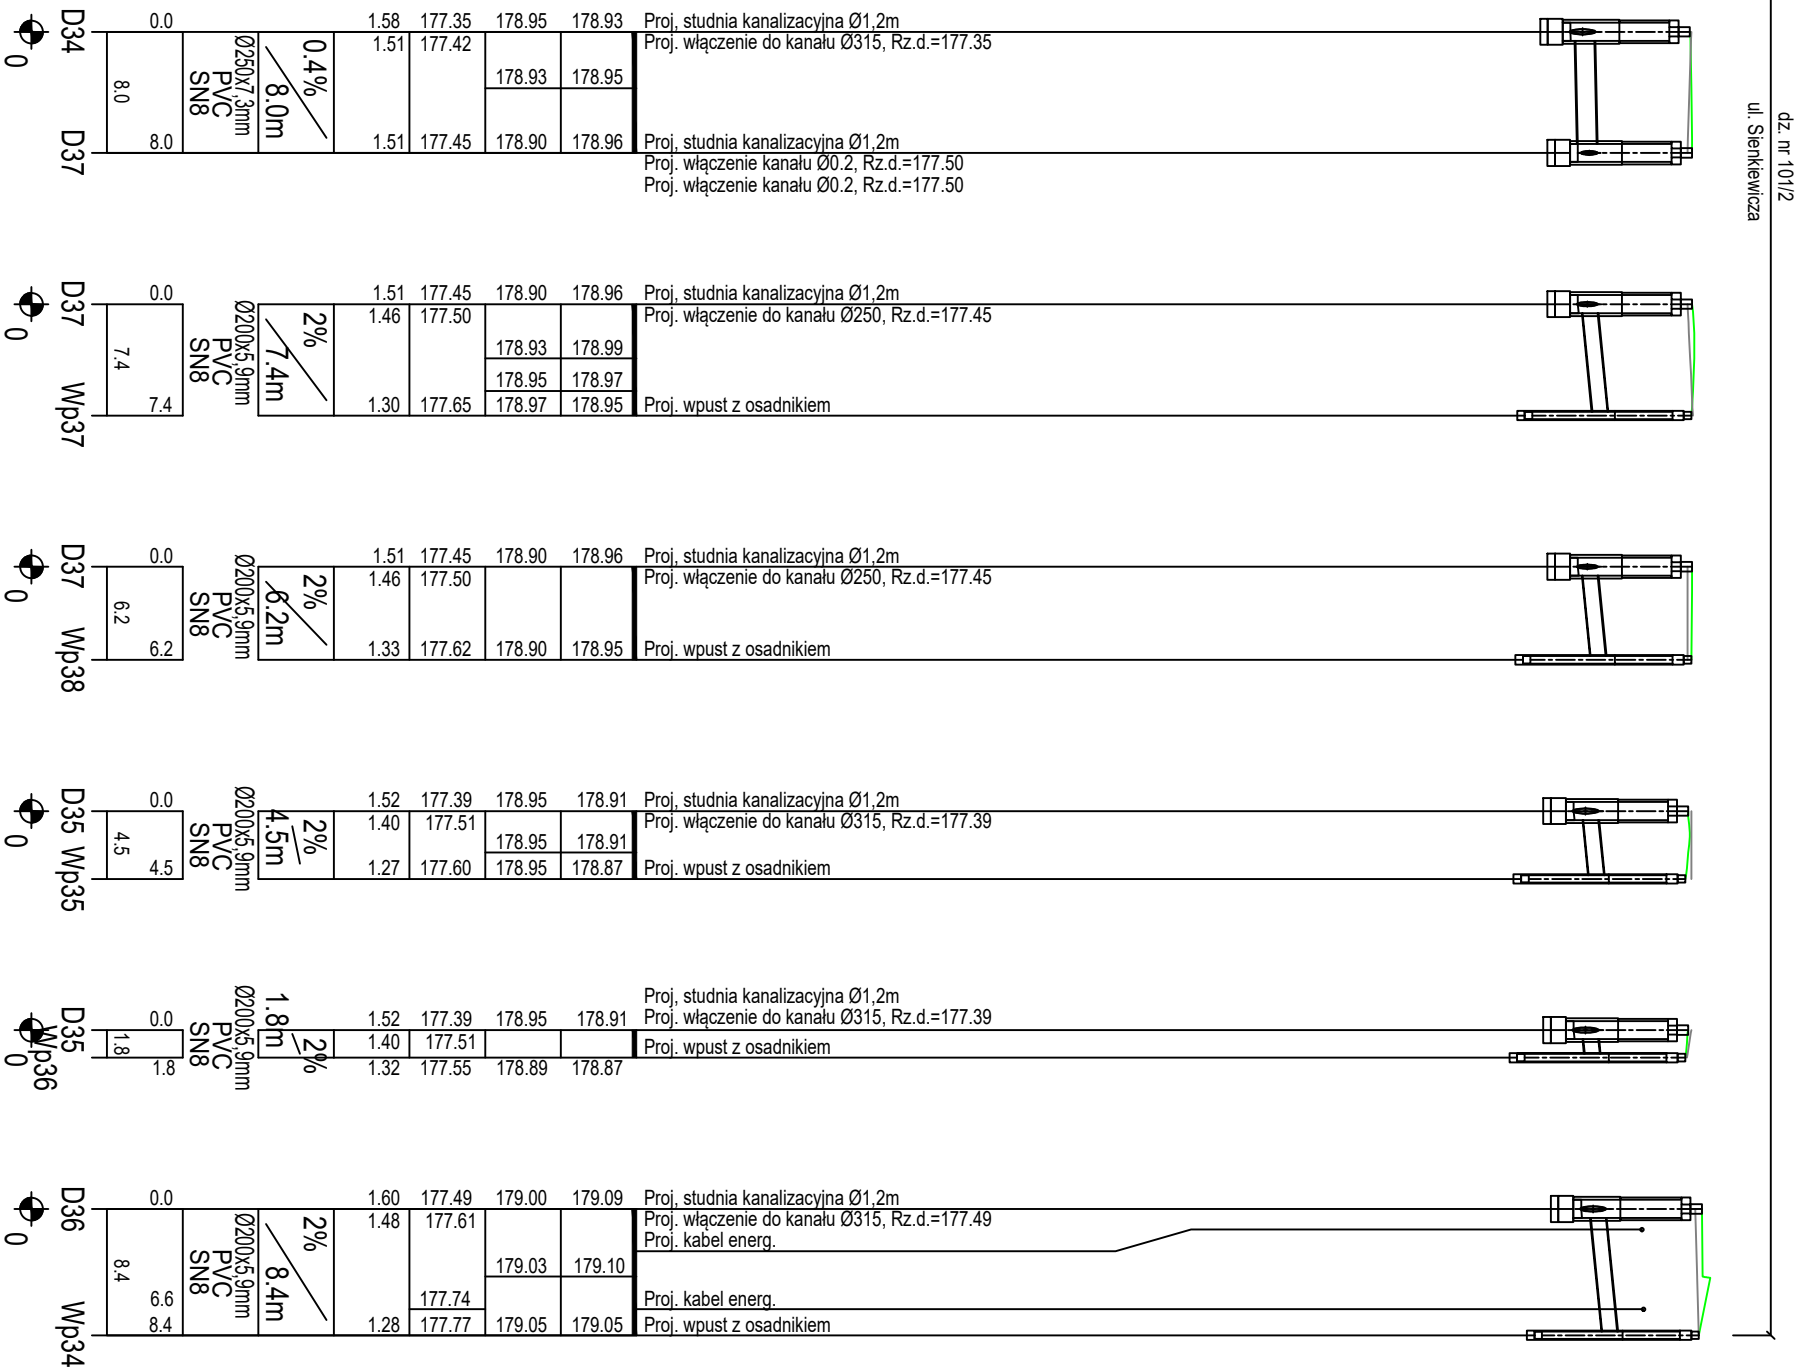 dz. nr 101/2
ul. Sienkiewicza
D34
0
D37
0.0
8.0
8.0
Ø250x7,3mm
PVC
SN8
0.4%
8.0m
1.58 177.35 178.95 178.93
1.51 177.42
178.93 178.95
1.51 177.45 178.90 178.96
Proj, studnia kanalizacyjna Ø1,2m
Proj. włączenie do kanału Ø315, Rz.d.=177.35
Proj, studnia kanalizacyjna Ø1,2m
Proj. włączenie kanału Ø0.2, Rz.d.=177.50
Proj. włączenie kanału Ø0.2, Rz.d.=177.50
D37
0
Wp37
0.0
7.4
7.4
Ø200x5,9mm
PVC
SN8
2%
7.4m
1.51 177.45 178.90 178.96
1.46 177.50
178.93 178.99
178.95 178.97
1.30 177.65 178.97 178.95
Proj, studnia kanalizacyjna Ø1,2m
Proj. włączenie do kanału Ø250, Rz.d.=177.45
Proj. wpust z osadnikiem
D37
0
Wp38
0.0
6.2
6.2
Ø200x5,9mm
PVC
SN8
2%
6.2m
1.51 177.45 178.90 178.96
1.46 177.50
1.33 177.62 178.90 178.95
Proj, studnia kanalizacyjna Ø1,2m
Proj. włączenie do kanału Ø250, Rz.d.=177.45
Proj. wpust z osadnikiem
D35
0
Wp35
0.0
4.5
4.5
Ø200x5,9mm
PVC
SN8
2%
4.5m
1.52 177.39 178.95 178.91
1.40 177.51
178.95 178.91
1.27 177.60 178.95 178.87
Proj, studnia kanalizacyjna Ø1,2m
Proj. włączenie do kanału Ø315, Rz.d.=177.39
Proj. wpust z osadnikiem
D35
0
Wp36
0.0
1.8
1.8
Ø200x5,9mm
PVC
SN8
2%
1.8m
1.52 177.39 178.95 178.91
1.40 177.51
1.32 177.55 178.89 178.87
Proj, studnia kanalizacyjna Ø1,2m
Proj. włączenie do kanału Ø315, Rz.d.=177.39
Proj. wpust z osadnikiem
D36
0
Wp34
0.0
8.4
6.6
8.4
Ø200x5,9mm
PVC
SN8
2%
8.4m
1.60 177.49 179.00 179.09
1.48 177.61
179.03 179.10
177.74
1.28 177.77 179.05 179.05
Proj, studnia kanalizacyjna Ø1,2m
Proj. włączenie do kanału Ø315, Rz.d.=177.49
Proj. kabel energ.
Proj. kabel energ.
Proj. wpust z osadnikiem